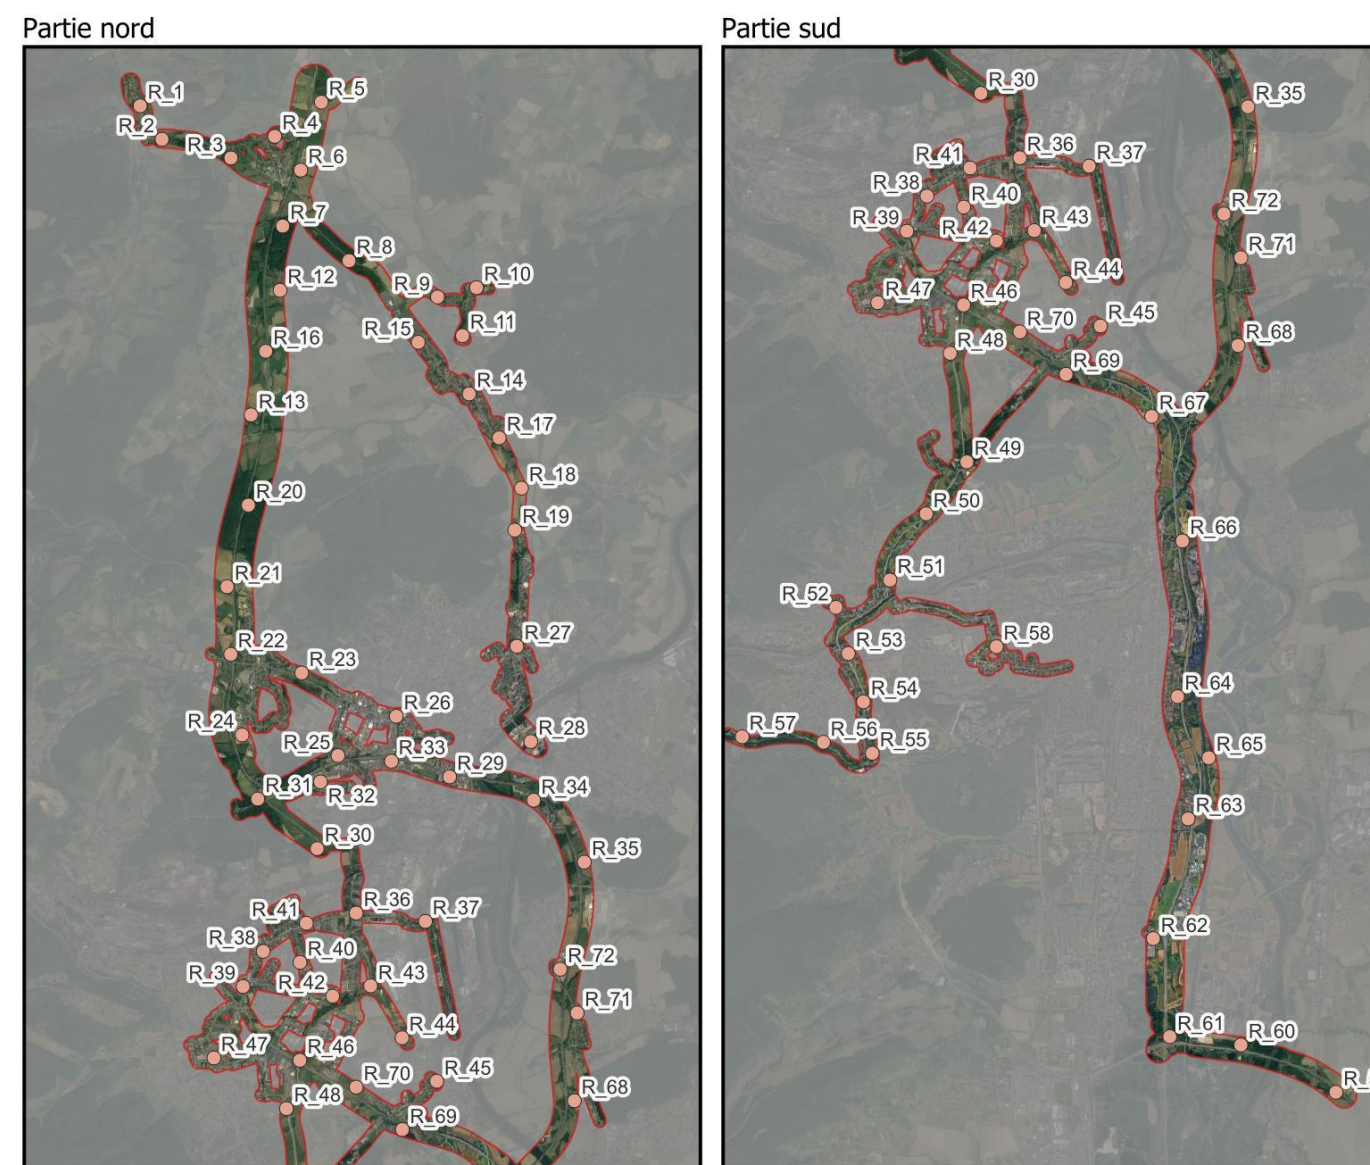 Partie nord
R_1
R_5
R_2
R_4
R_3
R_6
R_7
R_8
R_12
R_9
R_10
R_15
R_11
R_16
R_14
R_13
R_17
R_18
R_20
R_19
R_21
R_22
R_27
R_23
R_26
R_24
R_28
R_25
R_33
R_29
R_31
R_32
R_34
R_30
R_35
R_41
R_36
R_37
R_38
R_40
R_72
R_39
R_42
R_43
R_71
R_44
R_47
R_46
R_70
R_45
R_48
R_68
R_69
Partie sud
R_30
R_35
R_41
R_36
R_37
R_38
R_40
R_72
R_39
R_42
R_43
R_71
R_44
R_47
R_46
R_70
R_45
R_48
R_68
R_69
R_67
R_49
R_50
R_66
R_51
R_52
R_58
R_53
R_64
R_54
R_57
R_56
R_55
R_65
R_63
R_62
R_61
R_60